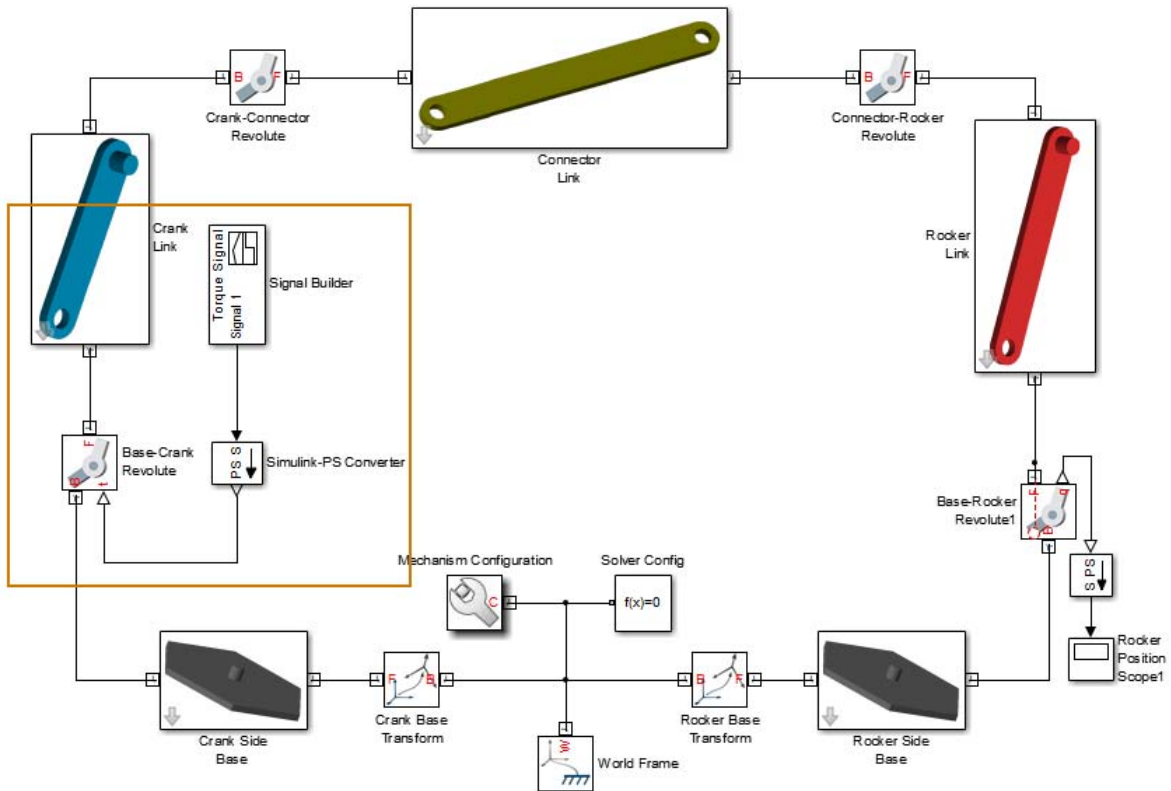 B F
Crank-Connector
Revolute
Connector
Link
B F
Connector-Rocker
Revolute
Crank
Link
Torque Signal
Signal 1
Signal Builder
Rocker
Link
F
B
t
Base-Crank
Revolute
PS S
Simulink-PS Converter
F
q
B
Base-Rocker
Revolute1
S PS
Rocker
Position
Scope1
Mechanism Configuration
C
Solver Config
f(x)=0
Crank Side
Base
F B
Crank Base
Transform
W
World Frame
B F
Rocker Base
Transform
Rocker Side
Base